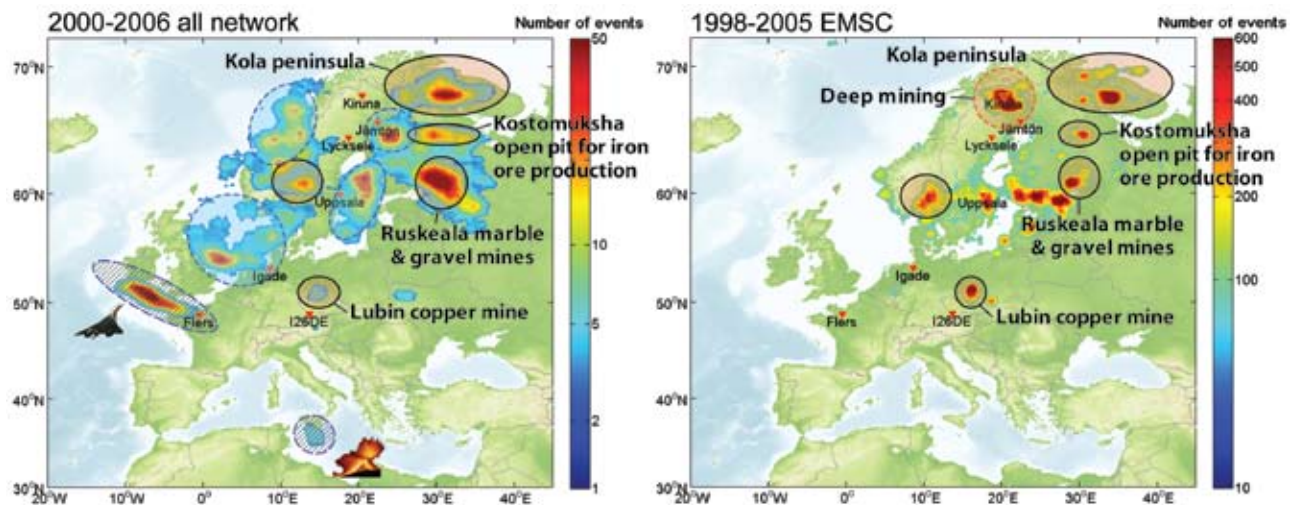 2000-2006 all network
Number of events
70°N
60°N
50°N
40°N
30°N
20°W
10°W
0°E
10°E
20°E
30°E
40°E
50
10
5
2
1
Kola peninsula
Kiruna
Jämtön
Lycksele
Kostomuksha
open pit for iron
ore production
Uppsala
Ruskeala marble
& gravel mines
Igade
Lubin copper mine
Flers
I26DE
1998-2005 EMSC
Number of events
70°N
60°N
50°N
40°N
30°N
20°W
10°W
0°E
10°E
20°E
30°E
40°E
600
500
400
300
200
100
10
Kola peninsula
Deep mining
Kiruna
Jämtön
Lycksele
Kostomuksha
open pit for iron
ore production
Uppsala
Ruskeala marble
& gravel mines
Igade
Lubin copper mine
Flers
I26DE